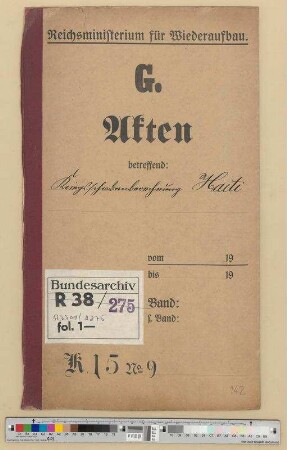 Reichsministerium für Wiederaufbau.
G.
Akten
betreffend:
Kriegsschadenberechnung Haiti
vom 19
bis 19
Bundesarchiv
R 38/275
fol. 1—
Band:
f. Band:
K. 15 No 9